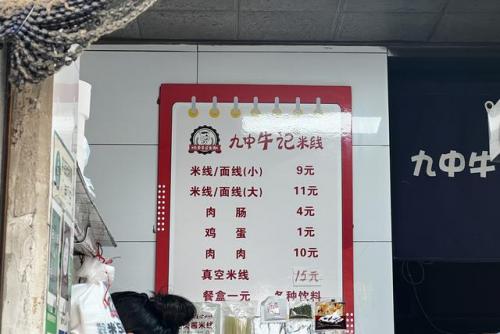 九中牛记米线
米线/面线(小) 9元
米线/面线(大) 11元
肉肠 4元
鸡蛋 1元
肉肉 10元
真空米线 15元
餐盒一元 各种饮料
九中牛